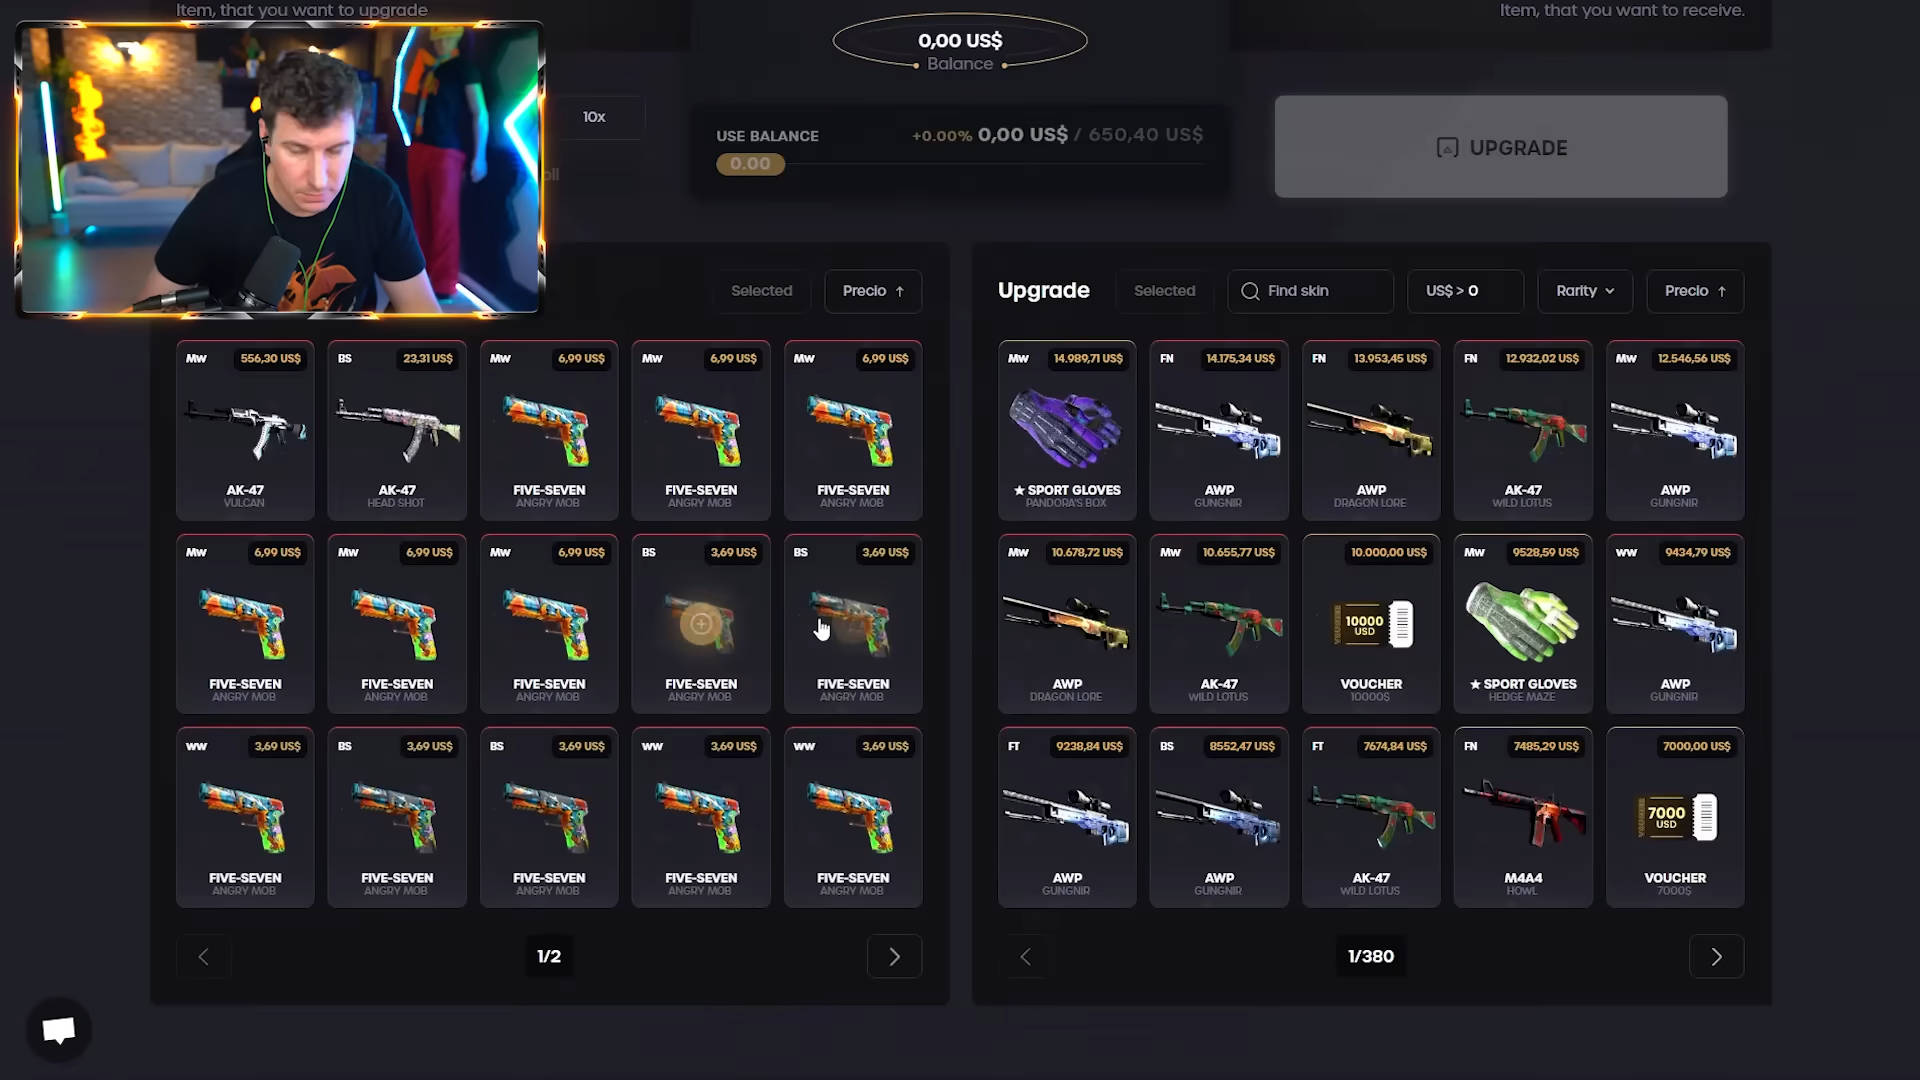 Item, that you want to upgrade
Item, that you want to receive.
0,00 US$
Balance
10x
USE BALANCE
+0.00% 0,00 US$ / 650,40 US$
0.00
UPGRADE
Selected
Precio ↑
Upgrade
Selected
Find skin
US$ > 0
Rarity
Precio ↑
MW 556,30 US$
AK-47
VULCAN
BS 23,31 US$
AK-47
HEAD SHOT
MW 6,99 US$
FIVE-SEVEN
ANGRY MOB
MW 6,99 US$
FIVE-SEVEN
ANGRY MOB
MW 6,99 US$
FIVE-SEVEN
ANGRY MOB
MW 6,99 US$
FIVE-SEVEN
ANGRY MOB
MW 6,99 US$
FIVE-SEVEN
ANGRY MOB
MW 6,99 US$
FIVE-SEVEN
ANGRY MOB
BS 3,69 US$
FIVE-SEVEN
ANGRY MOB
BS 3,69 US$
FIVE-SEVEN
ANGRY MOB
WW 3,69 US$
FIVE-SEVEN
ANGRY MOB
BS 3,69 US$
FIVE-SEVEN
ANGRY MOB
BS 3,69 US$
FIVE-SEVEN
ANGRY MOB
WW 3,69 US$
FIVE-SEVEN
ANGRY MOB
WW 3,69 US$
FIVE-SEVEN
ANGRY MOB
1/2
MW 14.989,71 US$
★ SPORT GLOVES
PANDORA'S BOX
FN 14.175,34 US$
AWP
GUNGNIR
FN 13.953,45 US$
AWP
DRAGON LORE
FN 12.932,02 US$
AK-47
WILD LOTUS
MW 12.546,56 US$
AWP
GUNGNIR
MW 10.678,72 US$
AWP
DRAGON LORE
MW 10.655,77 US$
AK-47
WILD LOTUS
10.000,00 US$
10000
USD
VOUCHER
10000$
MW 9528,59 US$
★ SPORT GLOVES
HEDGE MAZE
WW 9434,79 US$
AWP
GUNGNIR
FT 9238,84 US$
AWP
GUNGNIR
BS 8552,47 US$
AWP
GUNGNIR
FT 7674,84 US$
AK-47
WILD LOTUS
FN 7485,29 US$
M4A4
HOWL
7000,00 US$
7000
USD
VOUCHER
7000$
1/380